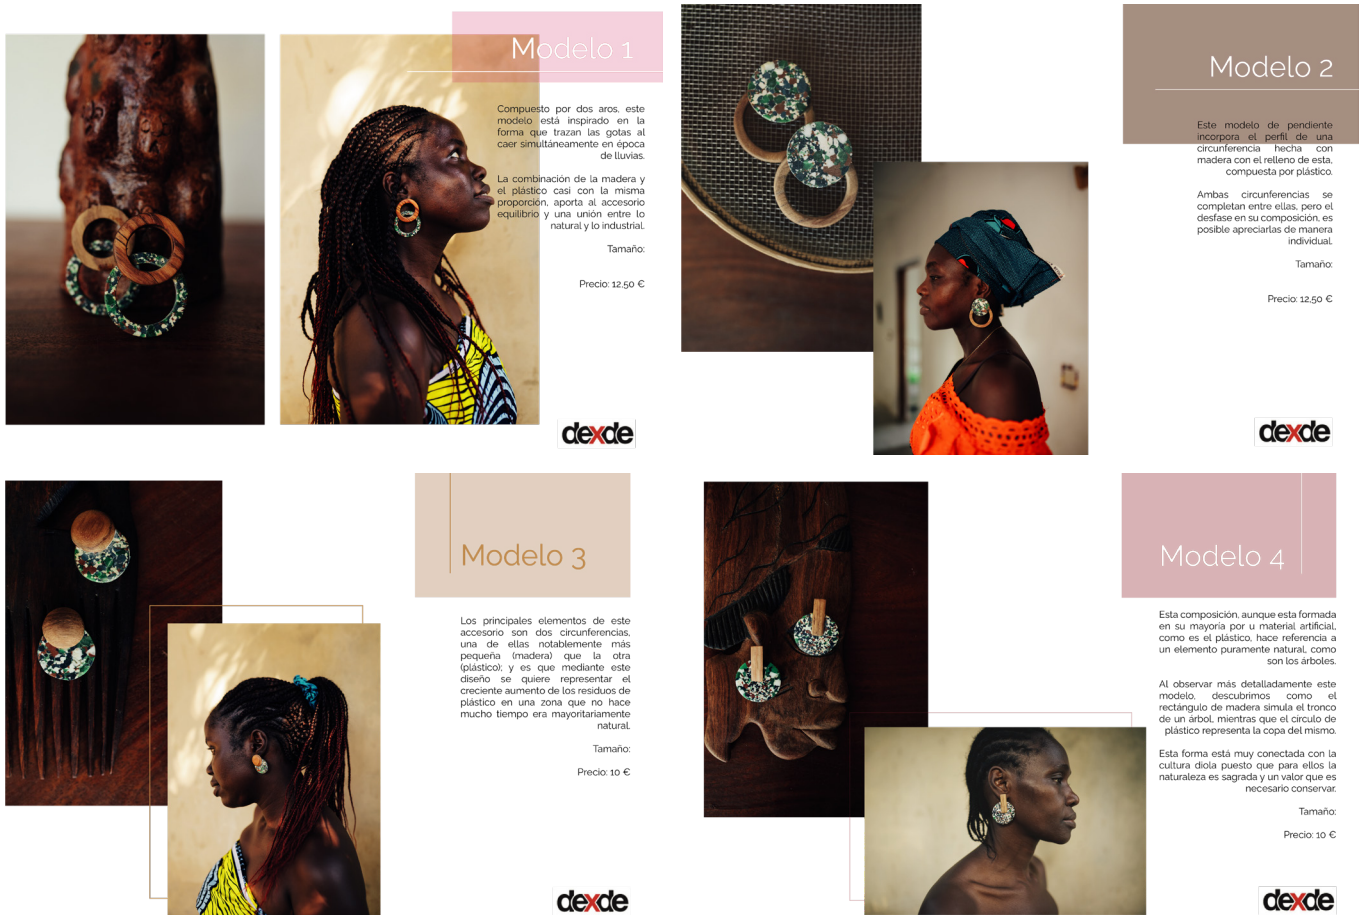 Modelo 1
Compuesto por dos aros, este
modelo está inspirado en la
forma que trazan las gotas al
caer simultáneamente en época
de lluvias.
La combinación de la madera y
el plástico casi con la misma
proporción, aporta al accesorio
equilibrio y una unión entre lo
natural y lo industrial.
Tamaño:
Precio: 12,50 €
dexde
Modelo 2
Este modelo de pendiente
incorpora el perfil de una
circunferencia hecha con
madera con el relleno de esta,
compuesta por plástico.
Ambas circunferencias se
completan entre ellas, pero el
desfase en su composición, es
posible apreciarlas de manera
individual.
Tamaño:
Precio: 12,50 €
dexde
Modelo 3
Los principales elementos de este
accesorio son dos circunferencias,
una de ellas notablemente más
pequeña (madera) que la otra
(plástico); y es que mediante este
diseño se quiere representar el
creciente aumento de los residuos de
plástico en una zona que no hace
mucho tiempo era mayoritariamente
natural.
Tamaño:
Precio: 10 €
dexde
Modelo 4
Esta composición, aunque esta formada
en su mayoría por u material artificial,
como es el plástico, hace referencia a
un elemento puramente natural, como
son los árboles.
Al observar más detalladamente este
modelo, descubrimos como el
rectángulo de madera simula el tronco
de un árbol, mientras que el círculo de
plástico representa la copa del mismo.
Esta forma está muy conectada con la
cultura diola puesto que para ellos la
naturaleza es sagrada y un valor que es
necesario conservar.
Tamaño:
Precio: 10 €
dexde